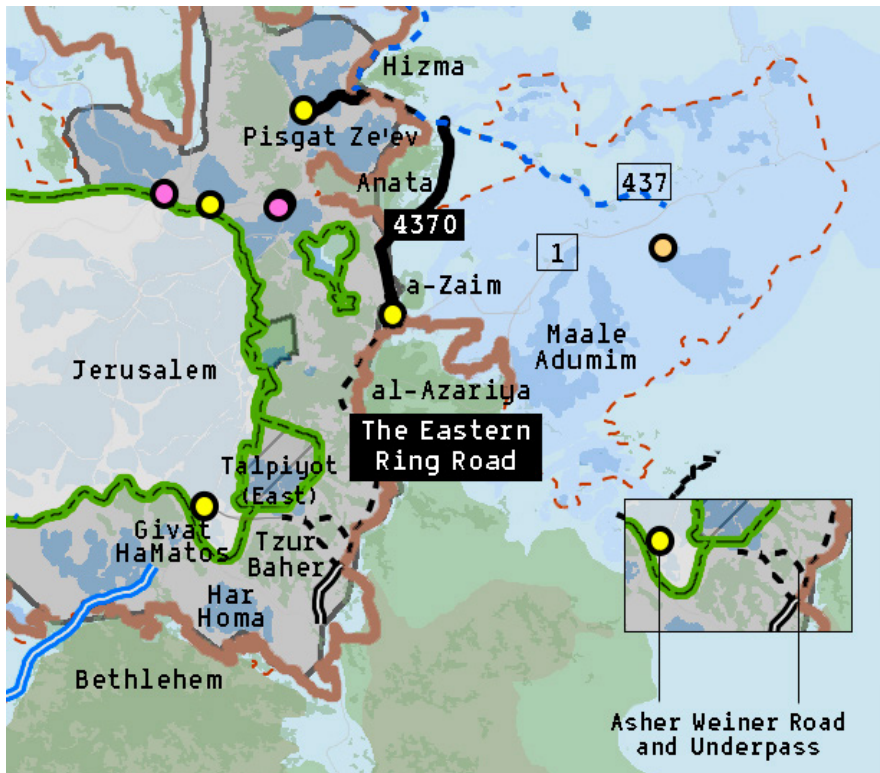 Hizma
Pisgat Ze'ev
Anata
437
4370
1
a-Zaim
Maale
Adumim
Jerusalem
al-Azariya
The Eastern
Ring Road
Talpiyot
(East)
Givat
HaMatos
Tzur
Baher
Har
Homa
Bethlehem
Asher Weiner Road
and Underpass